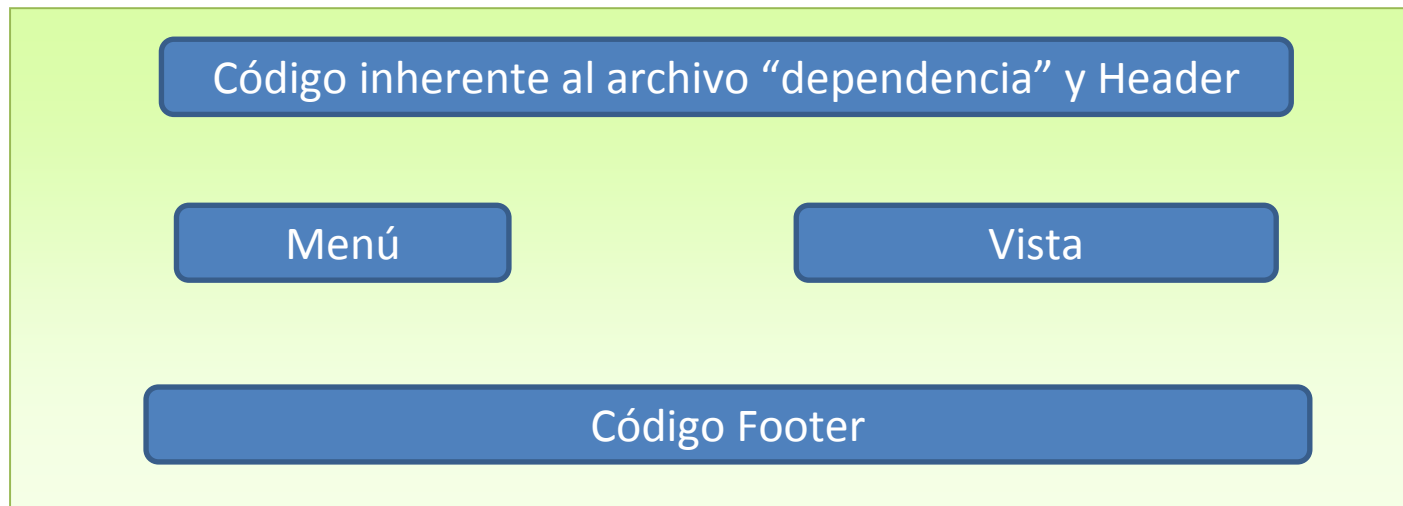 Código inherente al archivo “dependencia” y Header
Menú
Vista
Código Footer